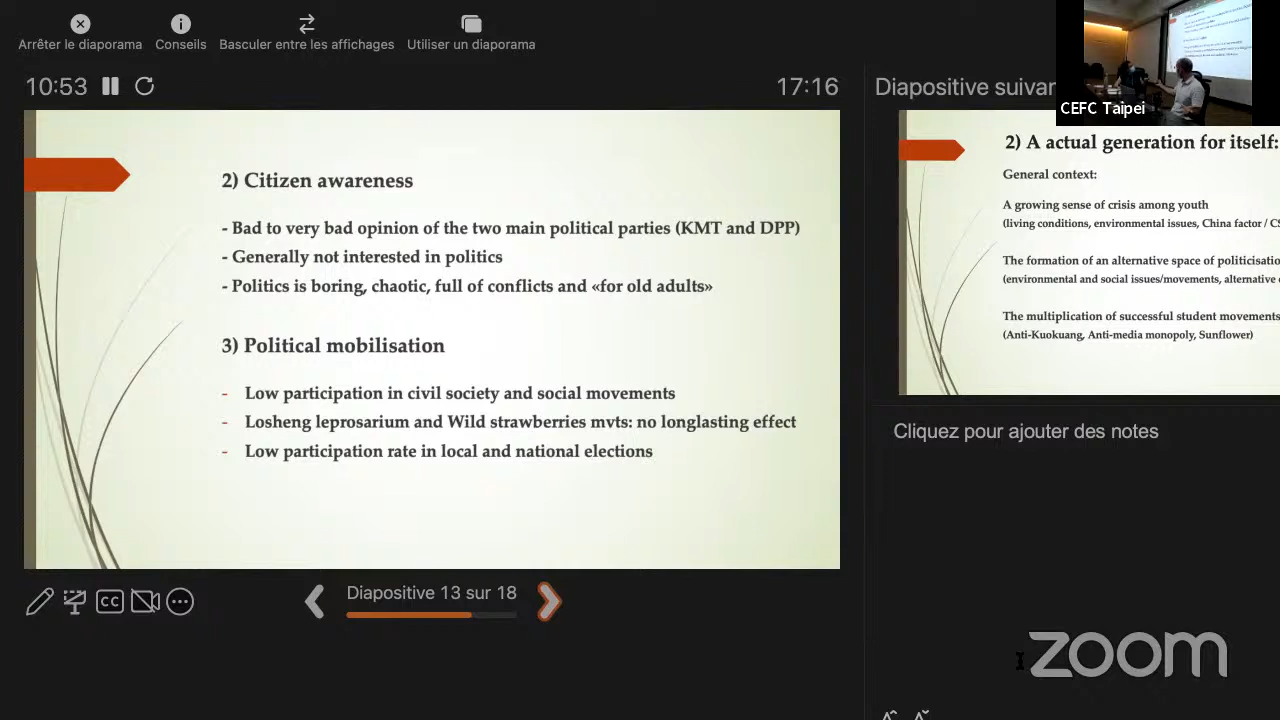 Arrêter le diaporama
Conseils
Basculer entre les affichages
Utiliser un diaporama
10:53
17:16
2) Citizen awareness
- Bad to very bad opinion of the two main political parties (KMT and DPP)
- Generally not interested in politics
- Politics is boring, chaotic, full of conflicts and «for old adults»
3) Political mobilisation
- Low participation in civil society and social movements
- Losheng leprosarium and Wild strawberries mvts: no longlasting effect
- Low participation rate in local and national elections
CC
Diapositive 13 sur 18
Diapositive suivan
CEFC Taipei
2) A actual generation for itself:
General context:
A growing sense of crisis among youth
(living conditions, environmental issues, China factor / CS
The formation of an alternative space of politicisatio
(environmental and social issues/movements, alternative
The multiplication of successful student movements
(Anti-Kuokuang, Anti-media monopoly, Sunflower)
Cliquez pour ajouter des notes
zoom